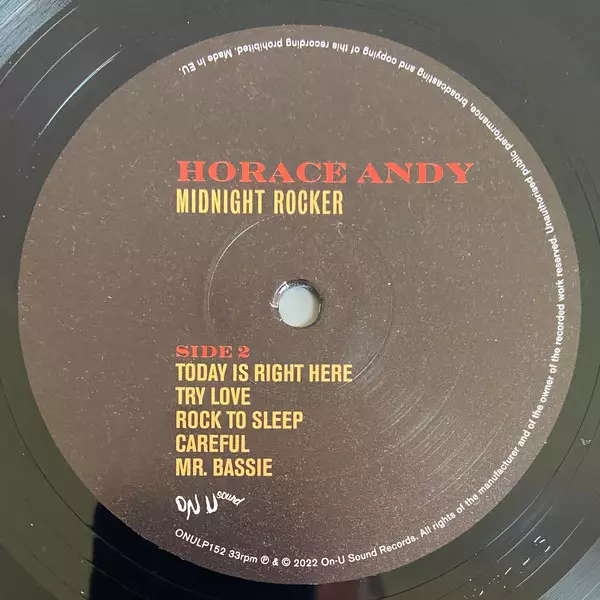 HORACE ANDY
MIDNIGHT ROCKER
SIDE 2
TODAY IS RIGHT HERE
TRY LOVE
ROCK TO SLEEP
CAREFUL
MR. BASSIE
ON U Sound
ONULP152 33rpm ℗ & © 2022 On-U Sound Records. All rights of the manufacturer and of the owner of the recorded work reserved. Unauthorised public performance, broadcasting and copying of this recording prohibited. Made in EU.